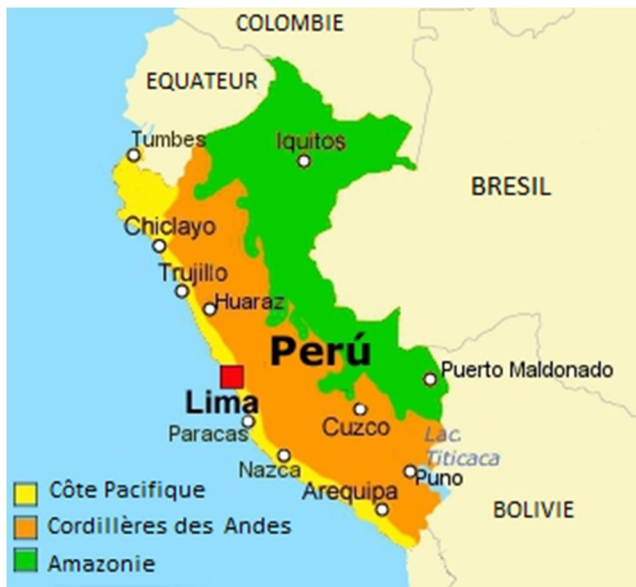 COLOMBIE
EQUATEUR
Tumbes
Iquitos
BRESIL
Chiclayo
Trujillo
Huaraz
Perú
Puerto Maldonado
Lima
Paracas
Cuzco
Lac.
Titicaca
Nazca
Puno
Arequipa
Côte Pacifique
BOLIVIE
Cordillères des Andes
Amazonie